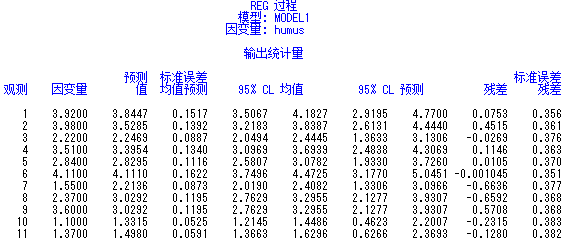 REG 过程
模型: MODEL1
因变量: humus
输出统计量
预测 标准误差 标准误差
观测 因变量 值 均值预测 95% CL 均值 95% CL 预测 残差 残差
1 3.9200 3.8447 0.1517 3.5067 4.1827 2.9195 4.7700 0.0753 0.356
2 3.9800 3.5285 0.1392 3.2183 3.8387 2.6131 4.4440 0.4515 0.361
3 2.2200 2.2469 0.0887 2.0494 2.4445 1.3633 3.1306 -0.0269 0.376
4 3.5100 3.3954 0.1340 3.0969 3.6939 2.4838 4.3069 0.1146 0.363
5 2.8400 2.8295 0.1116 2.5807 3.0782 1.9330 3.7260 0.0105 0.370
6 4.1100 4.1110 0.1622 3.7496 4.4725 3.1770 5.0451 -0.001045 0.351
7 1.5500 2.2136 0.0873 2.0190 2.4082 1.3306 3.0966 -0.6636 0.377
8 2.3700 3.0292 0.1195 2.7629 3.2955 2.1277 3.9307 -0.6592 0.368
9 3.6000 3.0292 0.1195 2.7629 3.2955 2.1277 3.9307 0.5708 0.368
10 1.1000 1.3315 0.0525 1.2145 1.4486 0.4623 2.2007 -0.2315 0.383
11 1.3700 1.4980 0.0591 1.3663 1.6296 0.6266 2.3693 -0.1280 0.382